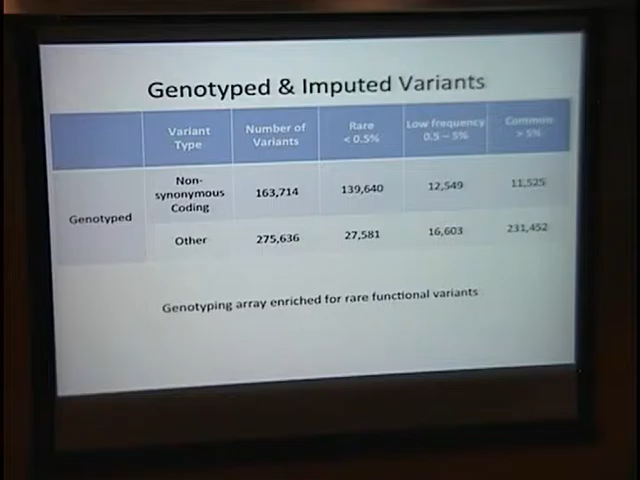 Genotyped & Imputed Variants
Variant Type
Number of Variants
Rare < 0.5%
Low frequency 0.5 – 5%
Common > 5%
Genotyped
Non-synonymous Coding
163,714
139,640
12,549
11,525
Other
275,636
27,581
16,603
231,452
Genotyping array enriched for rare functional variants